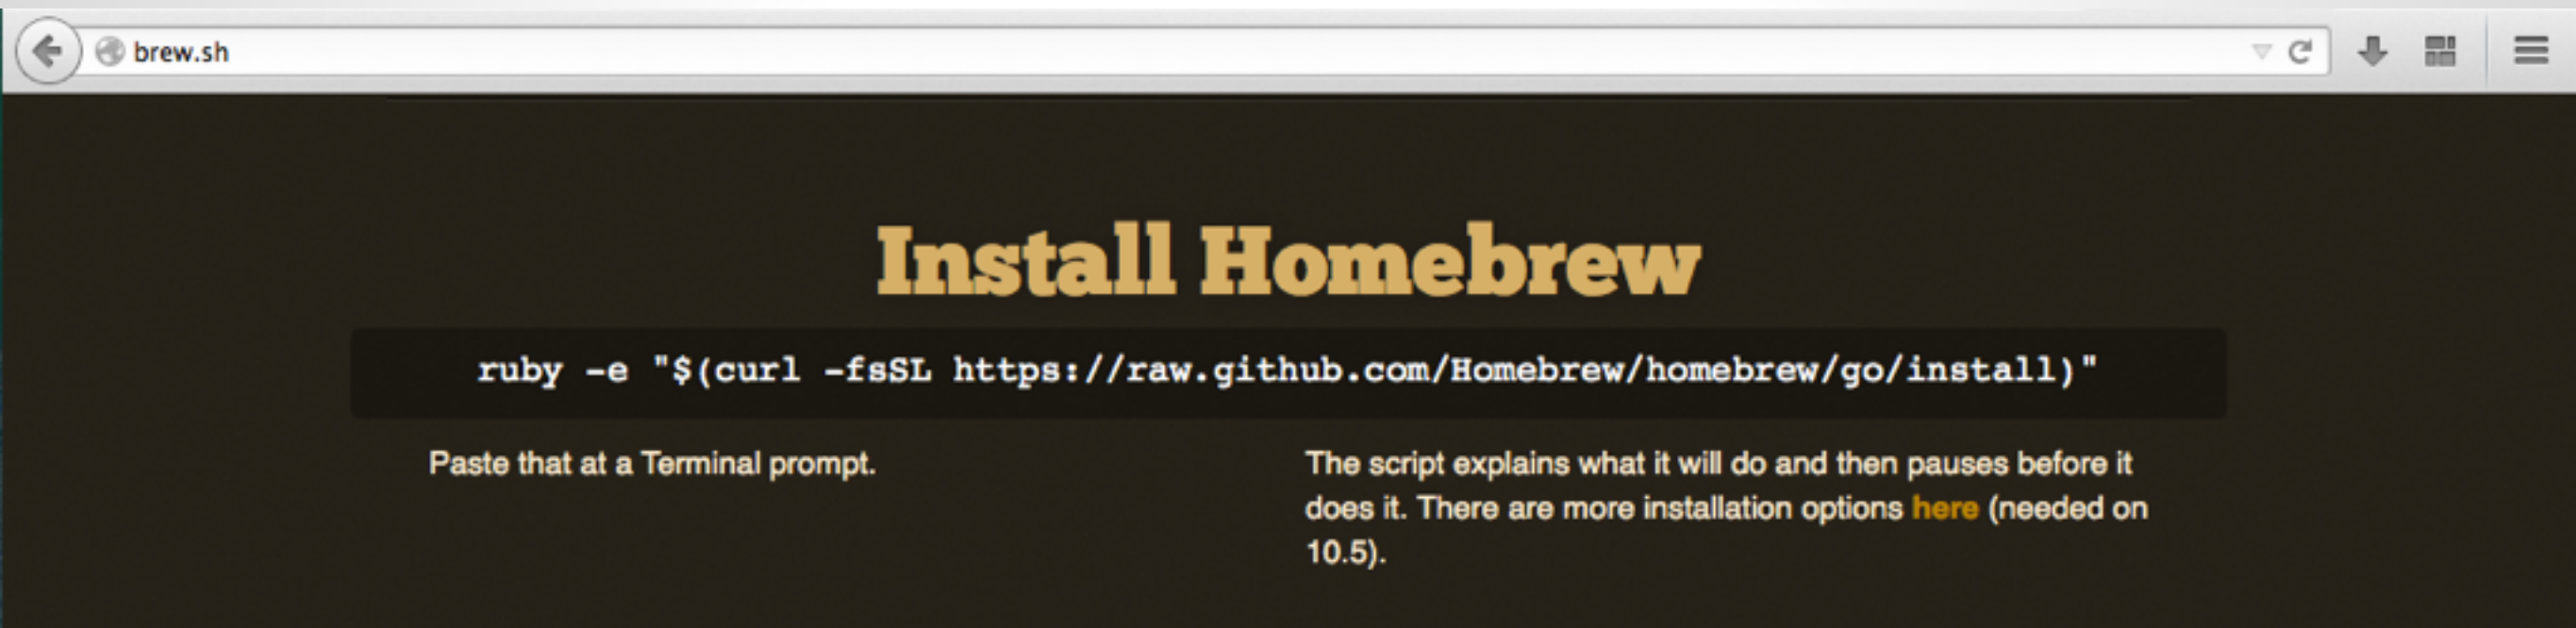 brew.sh
Install Homebrew
ruby -e "$(curl -fsSL https://raw.github.com/Homebrew/homebrew/go/install)"
Paste that at a Terminal prompt.
The script explains what it will do and then pauses before it
does it. There are more installation options here (needed on
10.5).